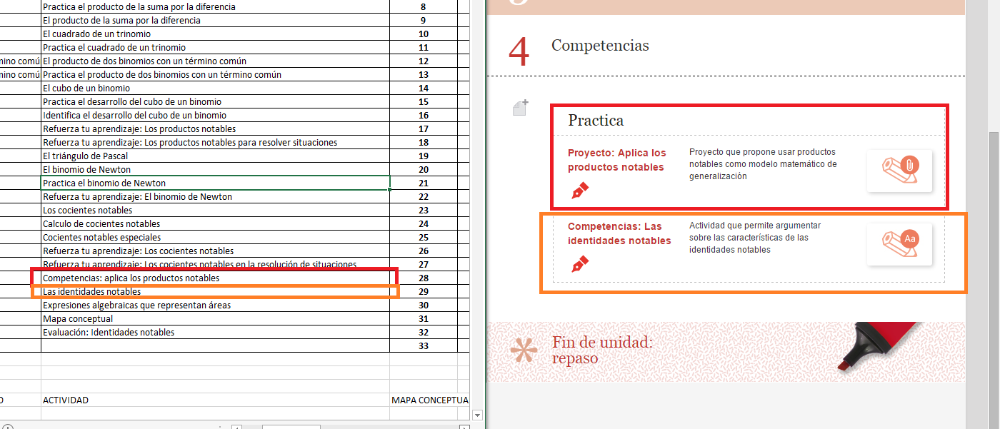 Practica el producto de la suma por la diferencia 8
El producto de la suma por la diferencia 9
El cuadrado de un trinomio 10
Practica el cuadrado de un trinomio 11
mino comú El producto de dos binomios con un término común 12
mino comú Practica el producto de dos binomios con un término común 13
El cubo de un binomio 14
Practica el desarrollo del cubo de un binomio 15
Identifica el desarrollo del cubo de un binomio 16
Refuerza tu aprendizaje: Los productos notables 17
Refuerza tu aprendizaje: Los productos notables para resolver situaciones 18
El triángulo de Pascal 19
El binomio de Newton 20
Practica el binomio de Newton 21
Refuerza tu aprendizaje: El binomio de Newton 22
Los cocientes notables 23
Calculo de cocientes notables 24
Cocientes notables especiales 25
Refuerza tu aprendizaje: Los cocientes notables 26
Refuerza tu aprendizaje: Los cocientes notables en la resolución de situaciones 27
Competencias: aplica los productos notables 28
Las identidades notables 29
Expresiones algebraicas que representan áreas 30
Mapa conceptual 31
Evaluación: Identidades notables 32
33
O ACTIVIDAD MAPA CONCEPTUA
4 Competencias
Practica
Proyecto: Aplica los
productos notables
Proyecto que propone usar productos
notables como modelo matemático de
generalización
Competencias: Las
identidades notables
Actividad que permite argumentar
sobre las características de las
identidades notables
Aa
Fin de unidad:
repaso